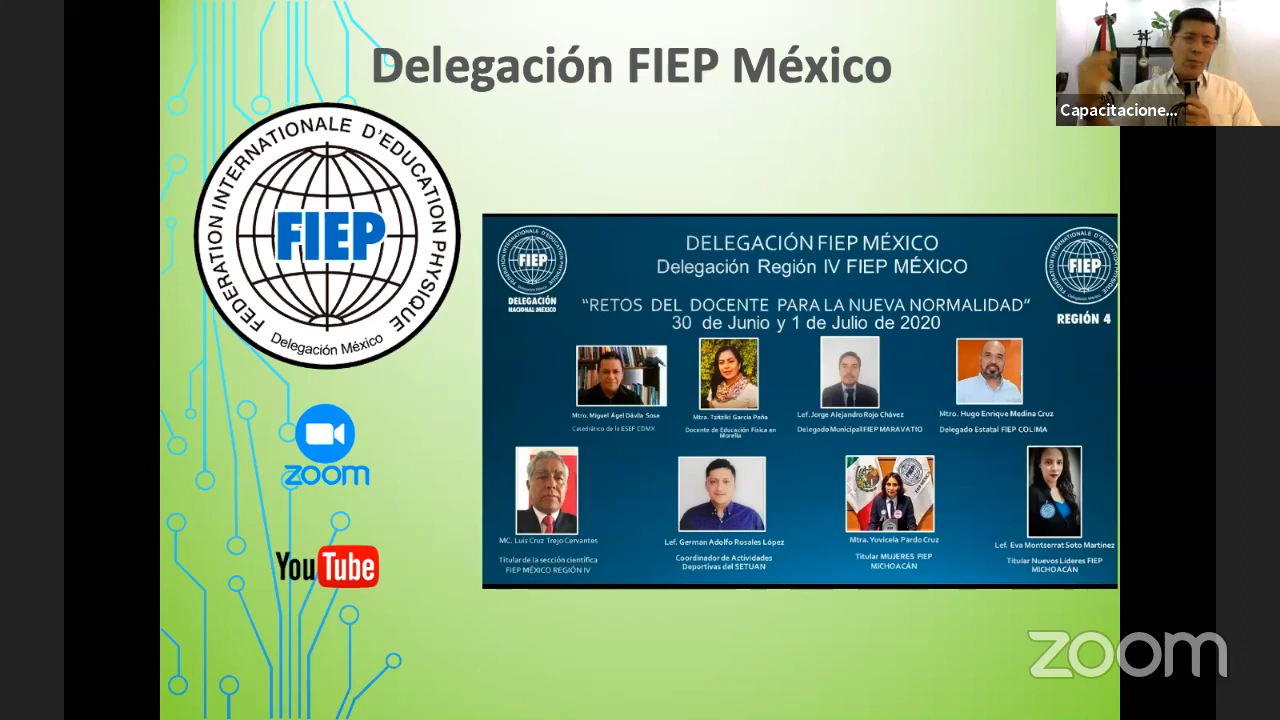 Delegación FIEP México
Capacitacione...
FEDERATION INTERNATIONALE D'EDUCATION PHYSIQUE
FIEP
Delegación México
zoom
YouTube
FIEP
DELEGACIÓN
NACIONAL MÉXICO
DELEGACIÓN FIEP MÉXICO
Delegación Región IV FIEP MÉXICO
"RETOS DEL DOCENTE PARA LA NUEVA NORMALIDAD"
30 de Junio y 1 de Julio de 2020
FIEP
REGIÓN 4
Mtro. Miguel Ágel Dávila Sosa
Catedrático de la ESEF CDMX
Mtra. Tzitziki Garcia Peña
Docente de Educación Física en
Morelia
Lef. Jorge Alejandro Rojo Chávez
Delegado Municipal FIEP MARAVATIO
Mtro. Hugo Enrique Medina Cruz
Delegado Estatal FIEP COLIMA
MC. Luiz Cruz Trejo Cervantes
Titular de la sección científica
FIEP MÉXICO REGIÓN IV
Lef. German Adolfo Rosales López
Coordinador de Actividades
Deportivas del SETUAN
Mtra. Yuvicela Pardo Cruz
Titular MUJERES FIEP
MICHOACÁN
Lef. Eva Montserrat Soto Martinez
Titular Nuevos Lideres FIEP
MICHOACÁN
zoom